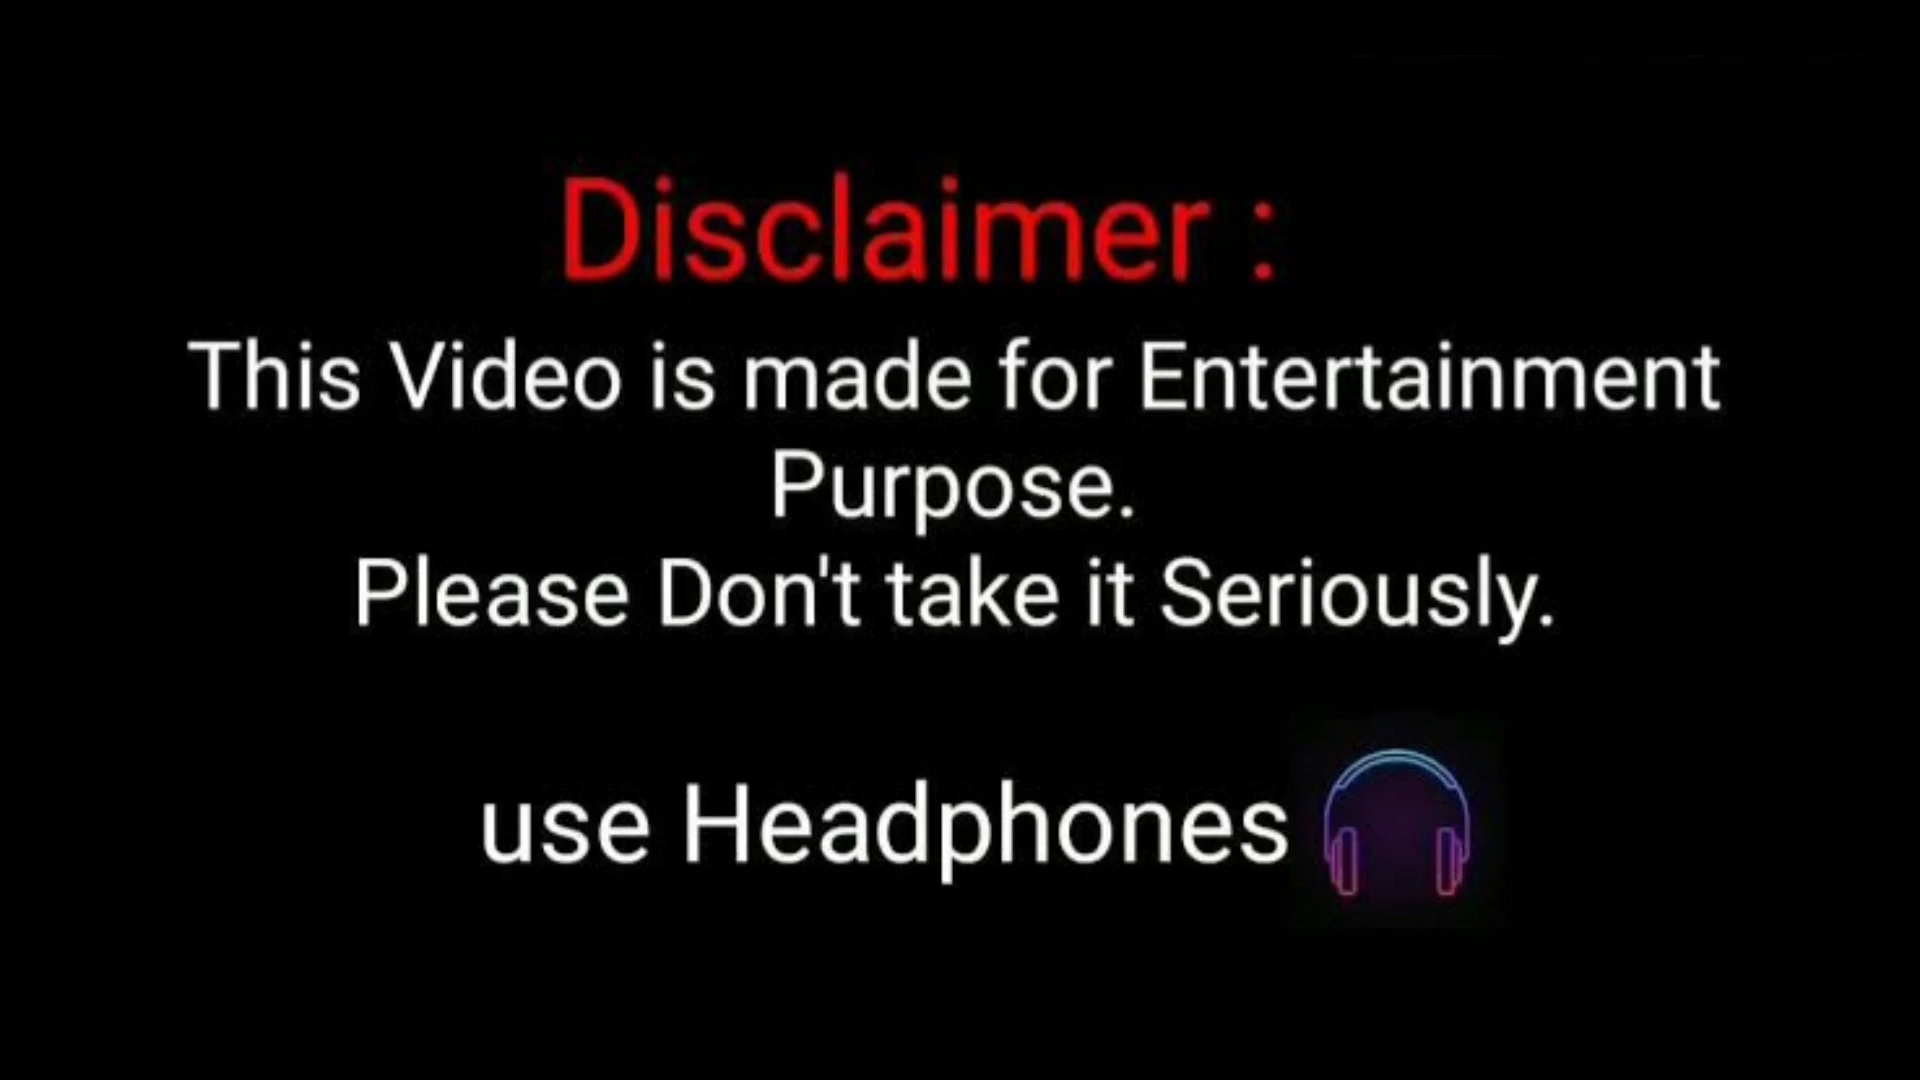 Disclaimer :
This Video is made for Entertainment
Purpose.
Please Don't take it Seriously.
use Headphones